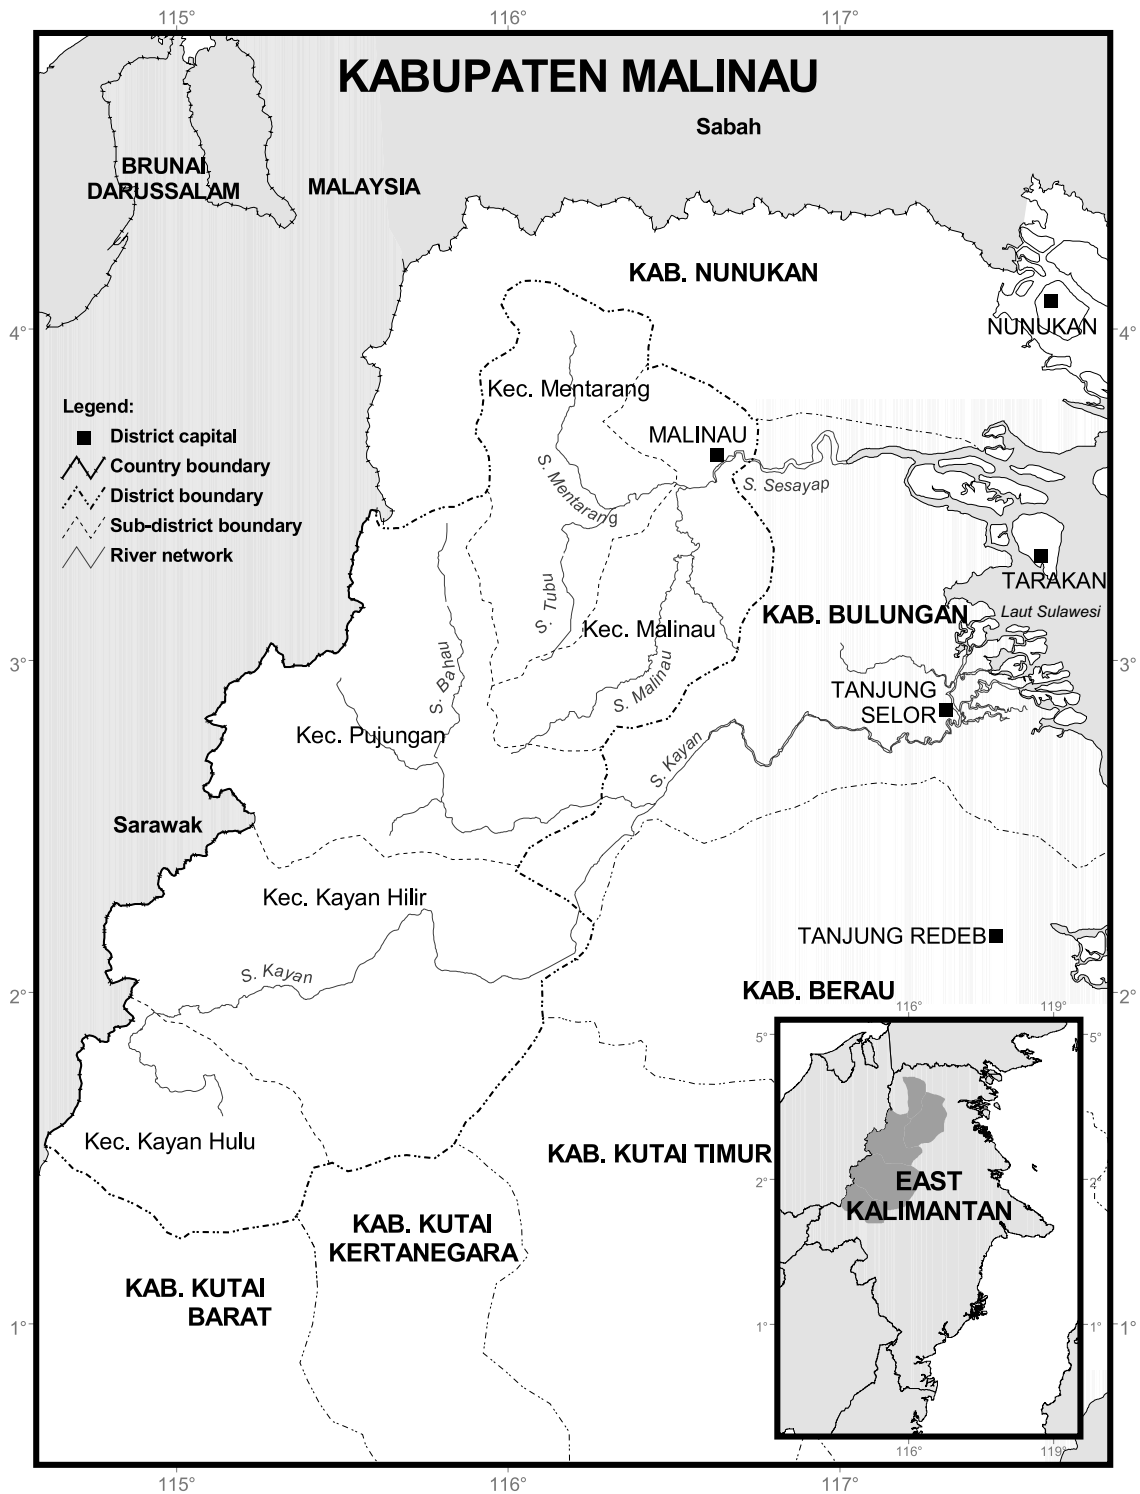 115°
116°
117°
KABUPATEN MALINAU
Sabah
BRUNAI
DARUSSALAM
MALAYSIA
KAB. NUNUKAN
NUNUKAN
4°
4°
Kec. Mentarang
Legend:
District capital
Country boundary
District boundary
Sub-district boundary
River network
MALINAU
S. Mentarang
S. Sesayap
TARAKAN
Laut Sulawesi
S. Tubu
KAB. BULUNGAN
Kec. Malinau
3°
3°
S. Bahau
S. Malinau
TANJUNG
SELOR
Kec. Pujungan
S. Kayan
Sarawak
Kec. Kayan Hilir
TANJUNG REDEB
S. Kayan
KAB. BERAU
2°
2°
Kec. Kayan Hulu
KAB. KUTAI TIMUR
KAB. KUTAI
KERTANEGARA
KAB. KUTAI
BARAT
116°
119°
5°
5°
2°
2°
EAST
KALIMANTAN
1°
1°
1°
1°
116°
119°
115°
116°
117°